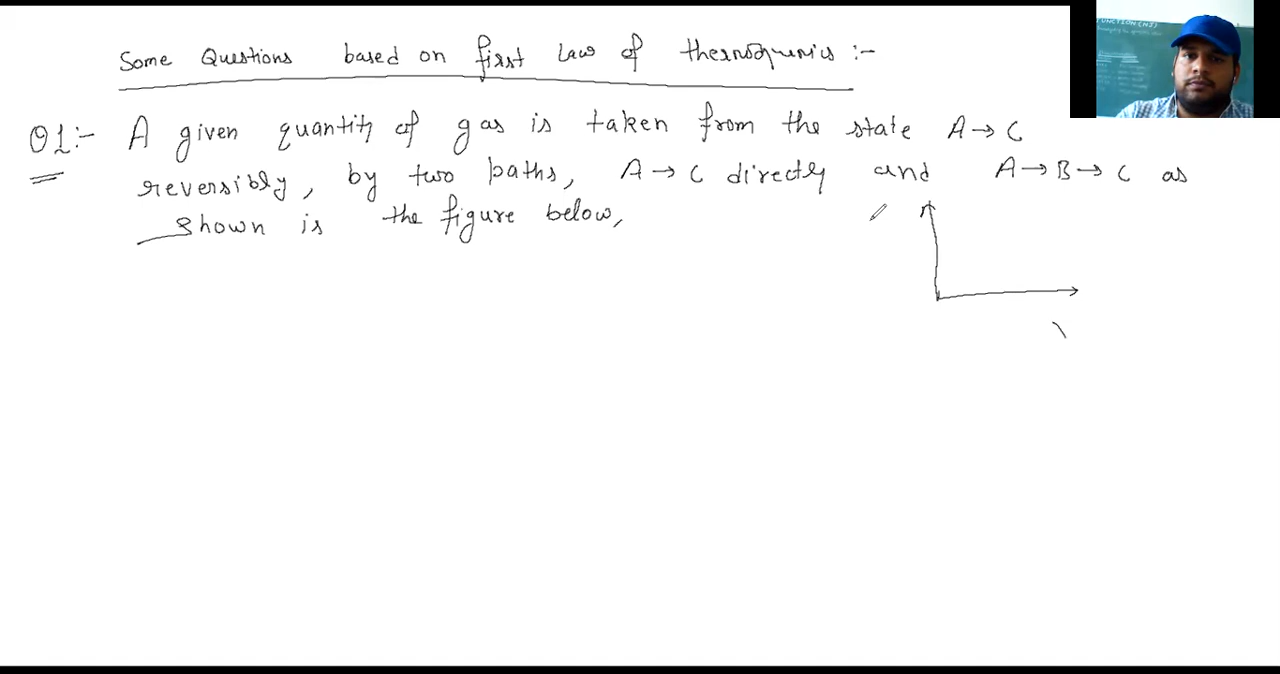 Some Questions based on first Law of
Q1:- A given quantity of gas is taken from the state A→C
reversibly, by two paths, A→C directly and A→B→C as
shown is the figure below,